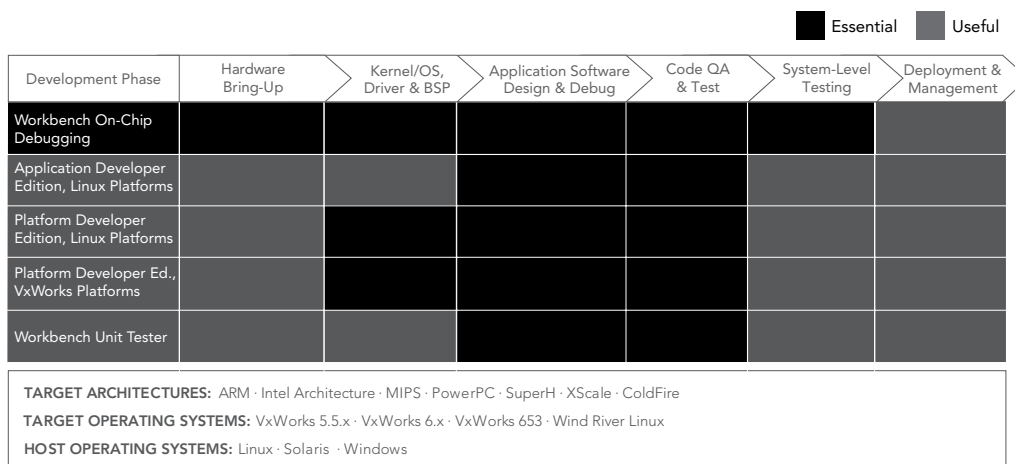 Essential Useful
Development Phase
Hardware
Bring-Up
Kernel/OS,
Driver & BSP
Application Software
Design & Debug
Code QA
& Test
System-Level
Testing
Deployment &
Management
Workbench On-Chip
Debugging
Application Developer
Edition, Linux Platforms
Platform Developer
Edition, Linux Platforms
Platform Developer Ed.,
VxWorks Platforms
Workbench Unit Tester
TARGET ARCHITECTURES: ARM · Intel Architecture · MIPS · PowerPC · SuperH · XScale · ColdFire
TARGET OPERATING SYSTEMS: VxWorks 5.5.x · VxWorks 6.x · VxWorks 653 · Wind River Linux
HOST OPERATING SYSTEMS: Linux · Solaris · Windows